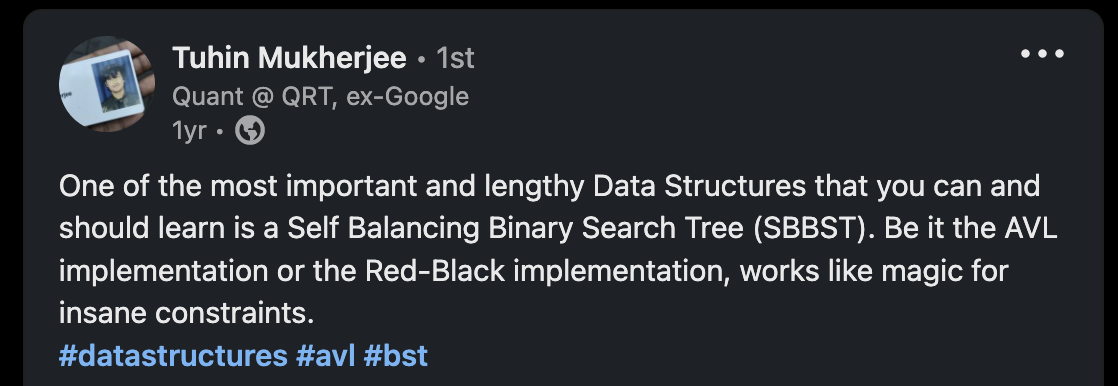 Tuhin Mukherjee • 1st
Quant @ QRT, ex-Google
1yr •
One of the most important and lengthy Data Structures that you can and
should learn is a Self Balancing Binary Search Tree (SBBST). Be it the AVL
implementation or the Red-Black implementation, works like magic for
insane constraints.
#datastructures #avl #bst